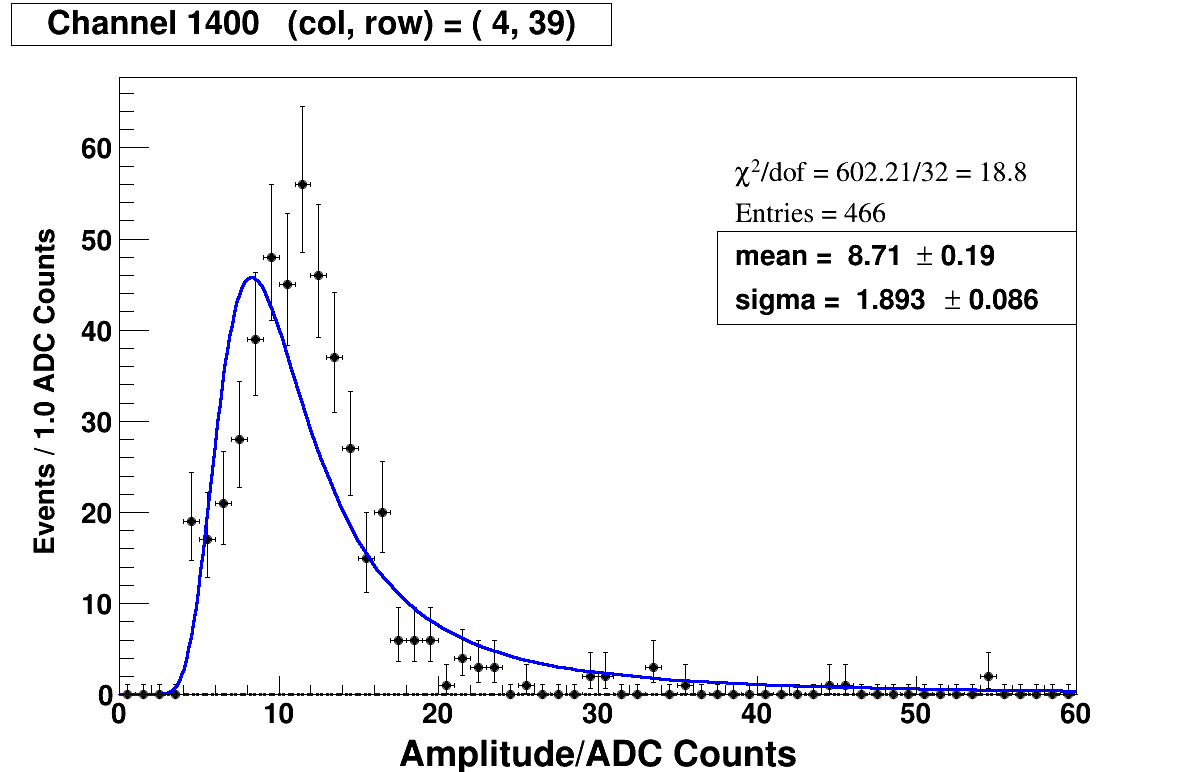 Channel 1400 (col, row) = ( 4, 39)
χ²/dof = 602.21/32 = 18.8
Entries = 466
mean = 8.71 ± 0.19
sigma = 1.893 ± 0.086
Events / 1.0 ADC Counts
60
50
40
30
20
10
0
0 10 20 30 40 50 60
Amplitude/ADC Counts